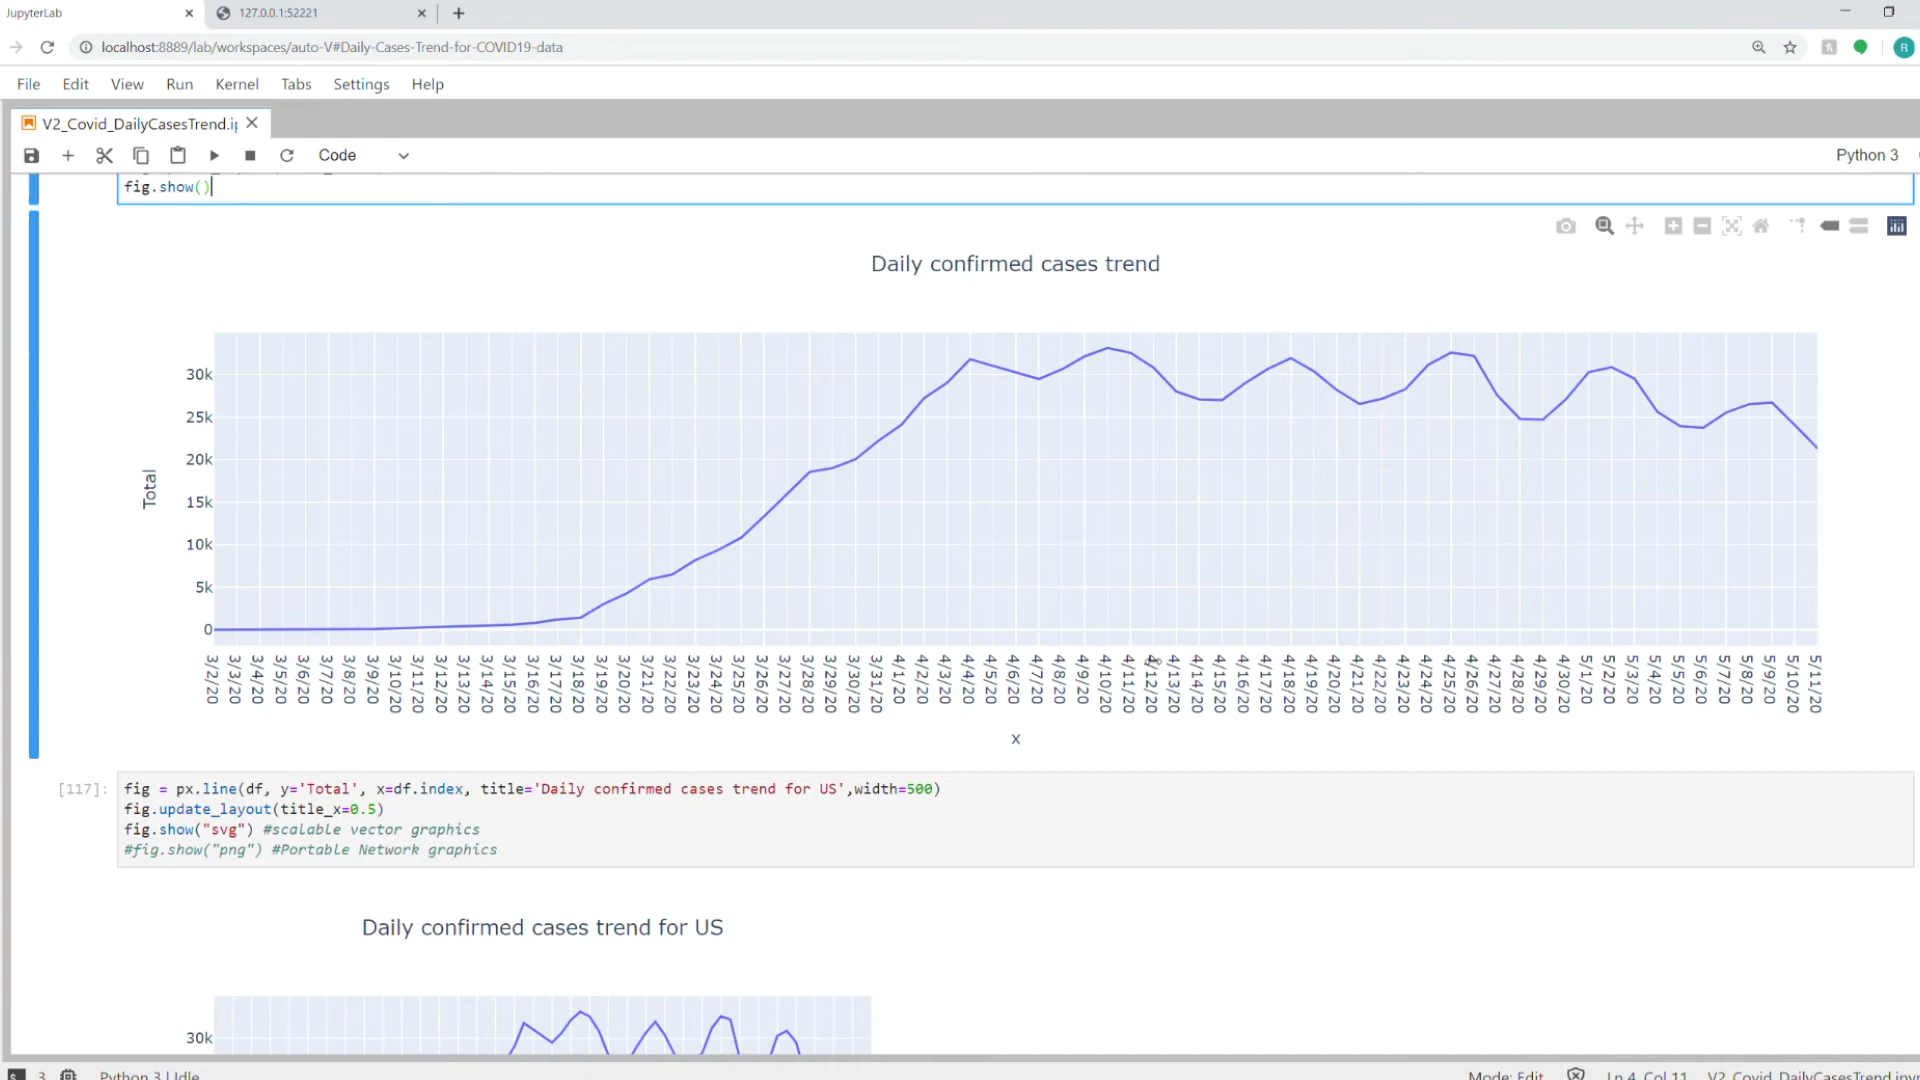 JupyterLab
127.0.0.1:52221
localhost:8889/lab/workspaces/auto-V#Daily-Cases-Trend-for-COVID19-data
R
File Edit View Run Kernel Tabs Settings Help
V2_Covid_DailyCasesTrend.ip
Code
Python 3
fig.show()
Daily confirmed cases trend
30k
25k
20k
15k
10k
5k
0
Total
3/2/20 3/3/20 3/4/20 3/5/20 3/6/20 3/7/20 3/8/20 3/9/20 3/10/20 3/11/20 3/12/20 3/13/20 3/14/20 3/15/20 3/16/20 3/17/20 3/18/20 3/19/20 3/20/20 3/21/20 3/22/20 3/23/20 3/24/20 3/25/20 3/26/20 3/27/20 3/28/20 3/29/20 3/30/20 3/31/20 4/1/20 4/2/20 4/3/20 4/4/20 4/5/20 4/6/20 4/7/20 4/8/20 4/9/20 4/10/20 4/11/20 4/12/20 4/13/20 4/14/20 4/15/20 4/16/20 4/17/20 4/18/20 4/19/20 4/20/20 4/21/20 4/22/20 4/23/20 4/24/20 4/25/20 4/26/20 4/27/20 4/28/20 4/29/20 4/30/20 5/1/20 5/2/20 5/3/20 5/4/20 5/5/20 5/6/20 5/7/20 5/8/20 5/9/20 5/10/20 5/11/20
x
[117]:
fig = px.line(df, y='Total', x=df.index, title='Daily confirmed cases trend for US',width=500)
fig.update_layout(title_x=0.5)
fig.show("svg") #scalable vector graphics
#fig.show("png") #Portable Network graphics
Daily confirmed cases trend for US
30k
3 Python 3 | Idle Mode: Edit Ln 4, Col 11 V2_Covid_DailyCasesTrend.ipyn